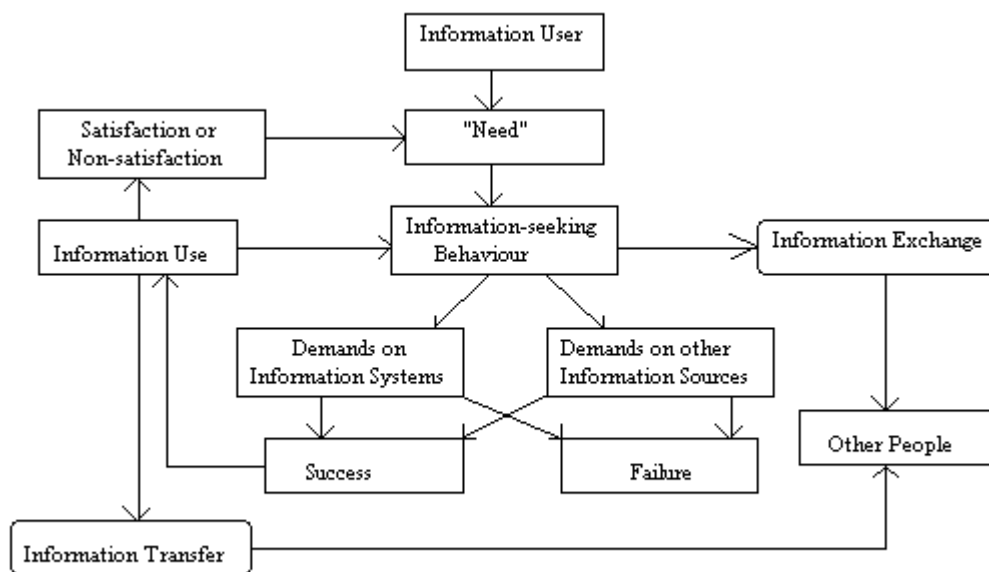 Information User
"Need"
Satisfaction or
Non-satisfaction
Information-seeking
Behaviour
Information Use
Information Exchange
Demands on
Information Systems
Demands on other
Information Sources
Other People
Success
Failure
Information Transfer